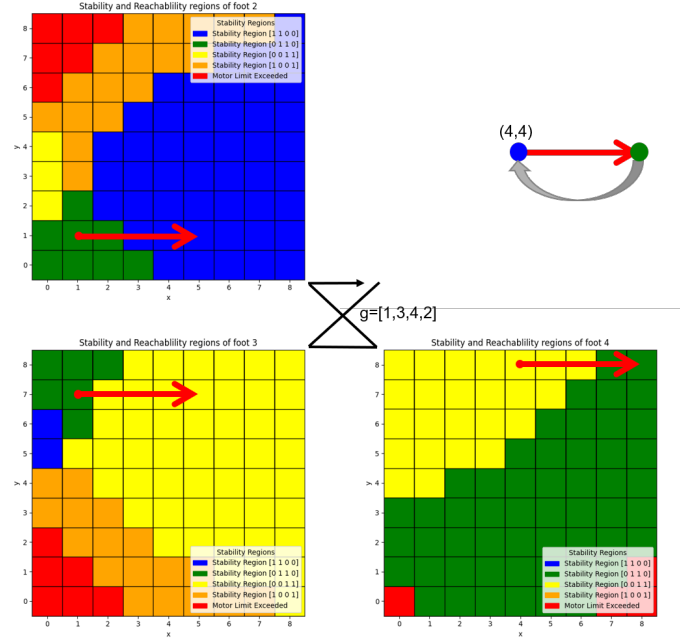 Stability and Reachablility regions of foot 2
Stability Regions
Stability Region [1 1 0 0]
Stability Region [0 1 1 0]
Stability Region [0 0 1 1]
Stability Region [1 0 0 1]
Motor Limit Exceeded
y
8
7
6
5
4
3
2
1
0
0 1 2 3 4 5 6 7 8
x
(4,4)
g=[1,3,4,2]
Stability and Reachablility regions of foot 3
y
8
7
6
5
4
3
2
1
0
Stability Regions
Stability Region [1 1 0 0]
Stability Region [0 1 1 0]
Stability Region [0 0 1 1]
Stability Region [1 0 0 1]
Motor Limit Exceeded
0 1 2 3 4 5 6 7 8
x
Stability and Reachablility regions of foot 4
y
8
7
6
5
4
3
2
1
0
Stability Regions
Stability Region [1 1 0 0]
Stability Region [0 1 1 0]
Stability Region [0 0 1 1]
Stability Region [1 0 0 1]
Motor Limit Exceeded
0 1 2 3 4 5 6 7 8
x